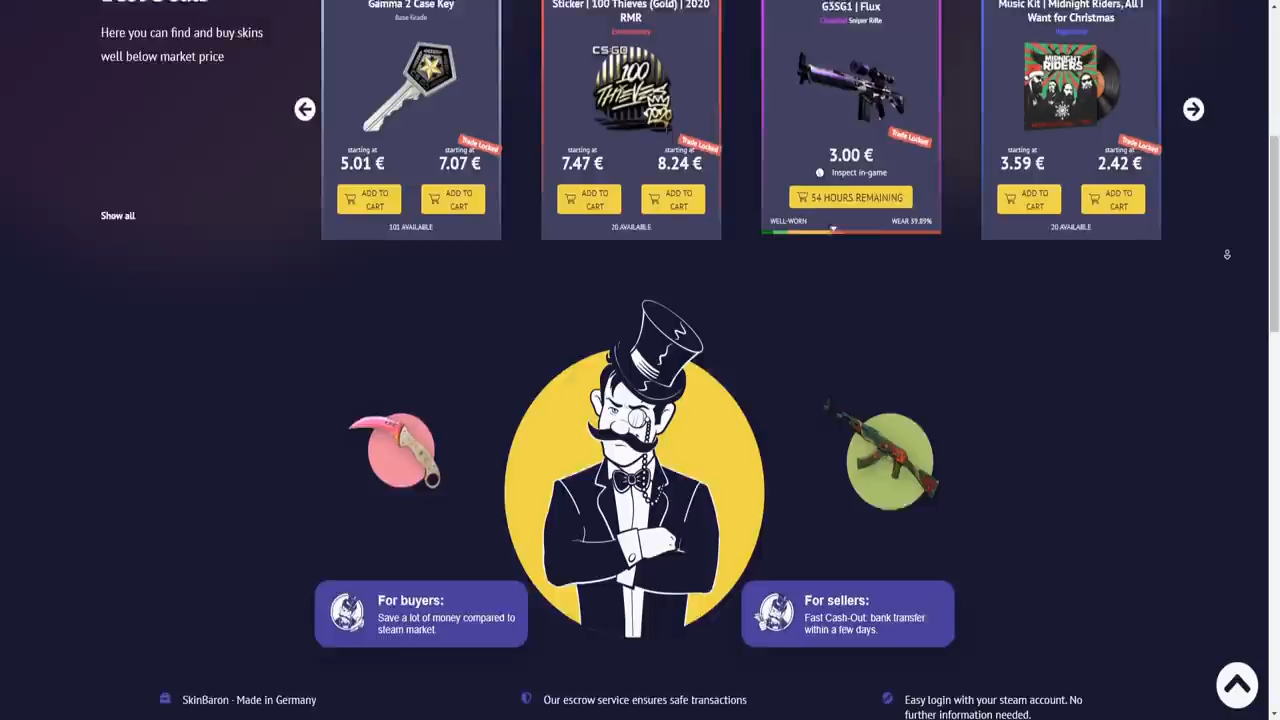 Gamma 2 Case Key
Base Grade
Sticker | 100 Thieves (Gold) | 2020
RMR
G3SG1 | Flux
Classified Sniper Rifle
Music Kit | Midnight Riders, All I
Want for Christmas
Here you can find and buy skins
well below market price
CS:GO
100
THIEVES
MIDNIGHT
RIDERS
Trade Locked
Trade Locked
Trade Locked
Trade Locked
starting at
5.01 €
starting at
7.07 €
starting at
7.47 €
starting at
8.24 €
3.00 €
Inspect in-game
starting at
3.59 €
starting at
2.42 €
ADD TO
CART
ADD TO
CART
ADD TO
CART
ADD TO
CART
54 HOURS REMAINING
ADD TO
CART
ADD TO
CART
Show all
101 AVAILABLE
20 AVAILABLE
WELL-WORN
WEAR 39.89%
20 AVAILABLE
For buyers:
Save a lot of money compared to
steam market.
For sellers:
Fast Cash-Out: bank transfer
within a few days.
SkinBaron - Made in Germany
Our escrow service ensures safe transactions
Easy login with your steam account. No
further information needed.